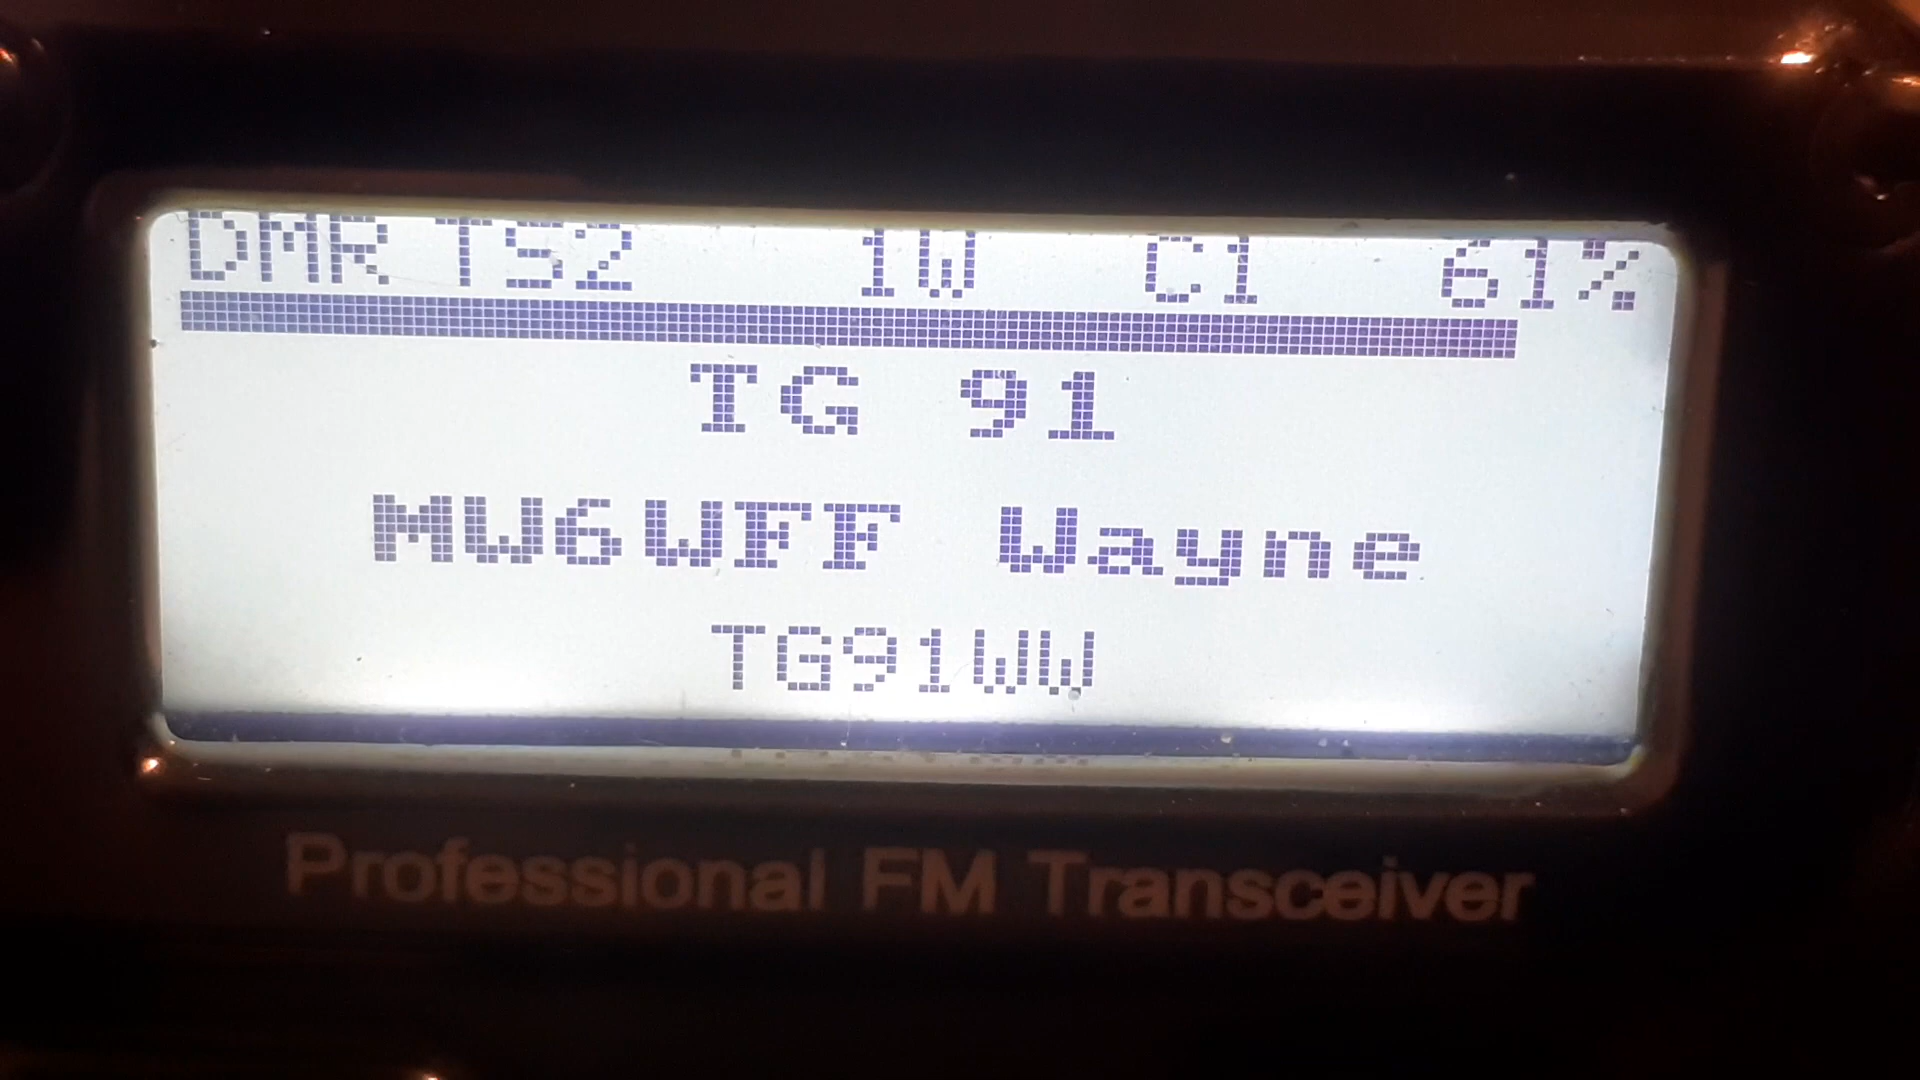 DMR TS2 1W C1 61%
TG 91
MW6WFF Wayne
TG91WW
Professional FM Transceiver